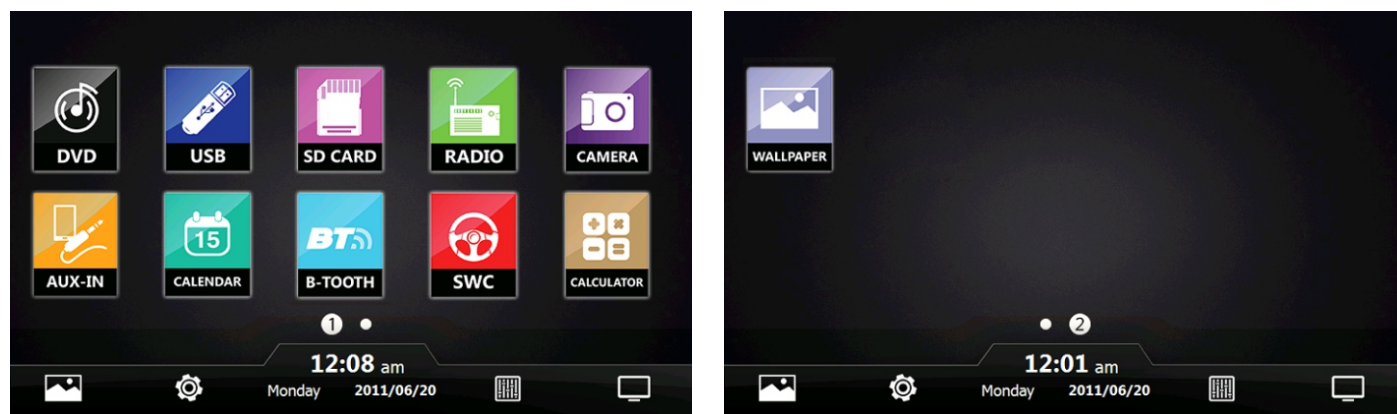 DVD USB SD CARD RADIO CAMERA
15 BT
AUX-IN CALENDAR B-TOOTH SWC CALCULATOR
1
12:08 am
Monday 2011/06/20
WALLPAPER
2
12:01 am
Monday 2011/06/20